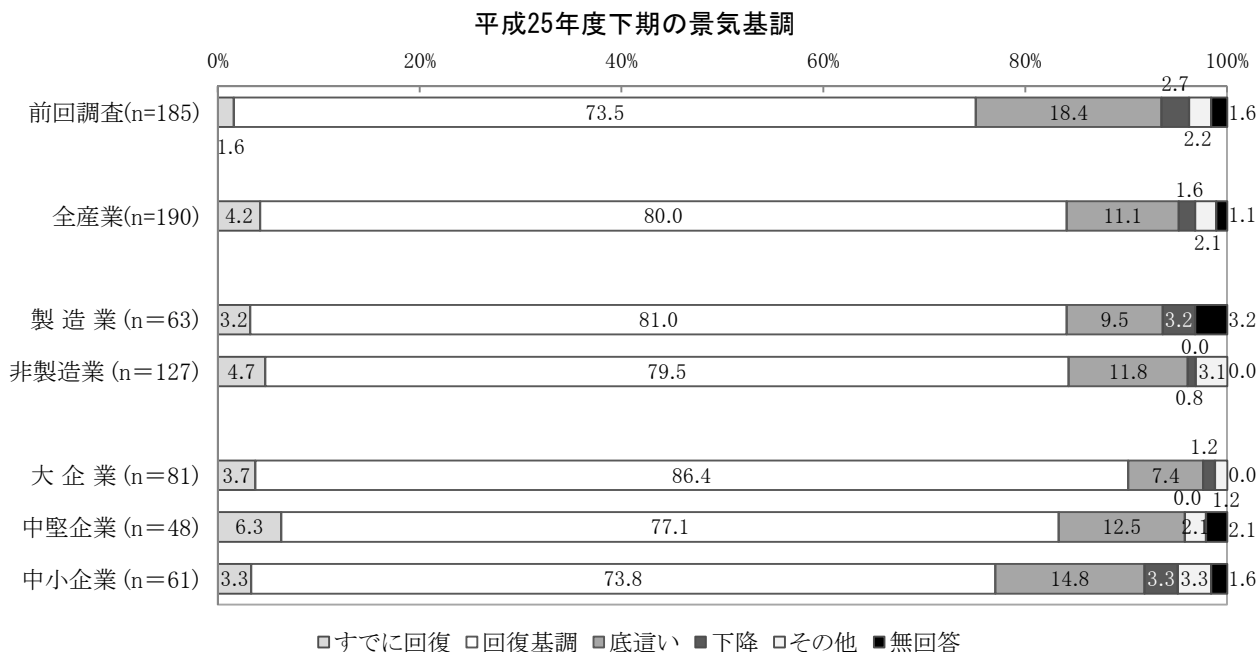 平成25年度下期の景気基調
0% 20% 40% 60% 80% 100%
2.7
前回調査(n=185) 73.5 18.4 1.6
1.6 2.2
1.6
全産業(n=190) 4.2 80.0 11.1 1.1
2.1
製 造 業 (n=63) 3.2 81.0 9.5 3.2 3.2
0.0
非製造業 (n=127) 4.7 79.5 11.8 3.1 0.0
0.8
1.2
大 企 業 (n=81) 3.7 86.4 7.4 0.0
0.0 1.2
中堅企業 (n=48) 6.3 77.1 12.5 2.1 2.1
中小企業 (n=61) 3.3 73.8 14.8 3.3 3.3 1.6
すでに回復 回復基調 底這い 下降 その他 無回答